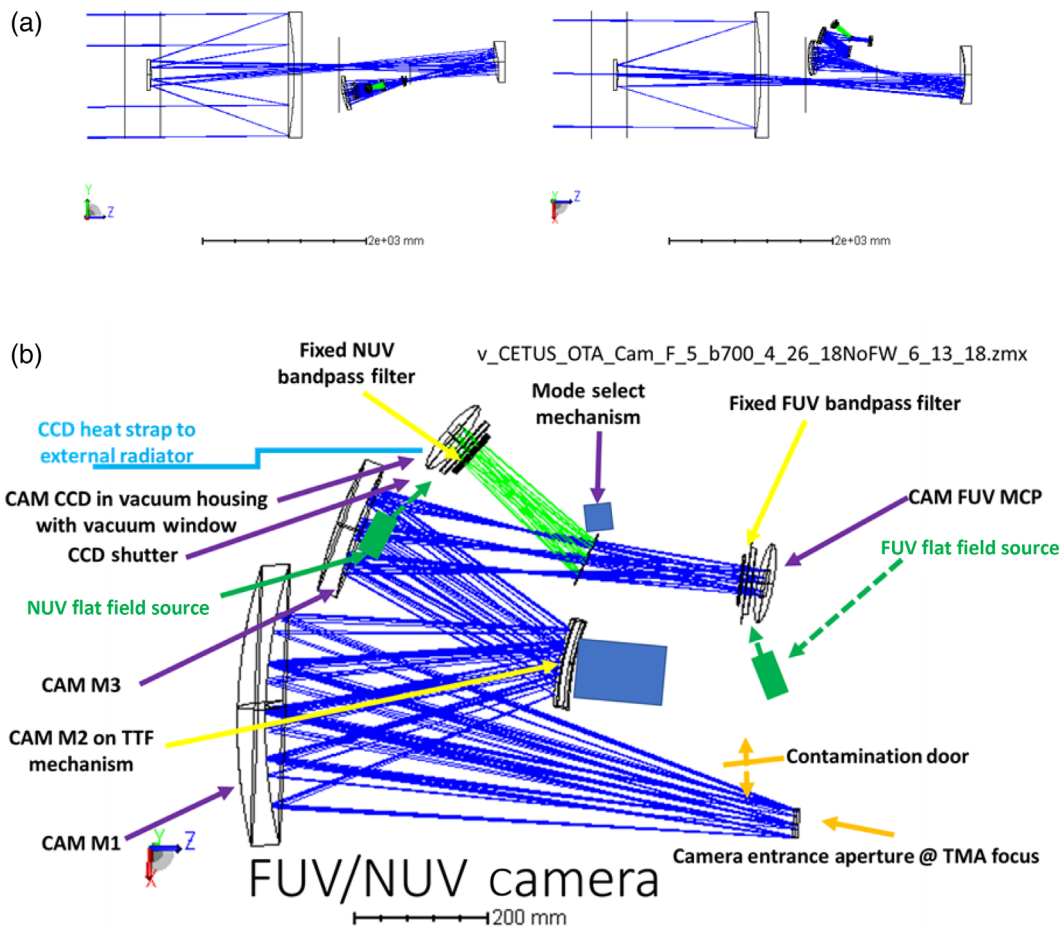 (a)
Y
Z
2e+03 mm
Z
X
2e+03 mm
(b)
Fixed NUV
bandpass filter
v_CETUS_OTA_Cam_F_5_b700_4_26_18NoFW_6_13_18.zmx
Mode select
mechanism
Fixed FUV bandpass filter
CCD heat strap to
external radiator
CAM CCD in vacuum housing
with vacuum window
CCD shutter
CAM FUV MCP
FUV flat field source
NUV flat field source
CAM M3
CAM M2 on TTF
mechanism
Contamination door
CAM M1
Y
Z
X
Camera entrance aperture @ TMA focus
FUV/NUV camera
200 mm